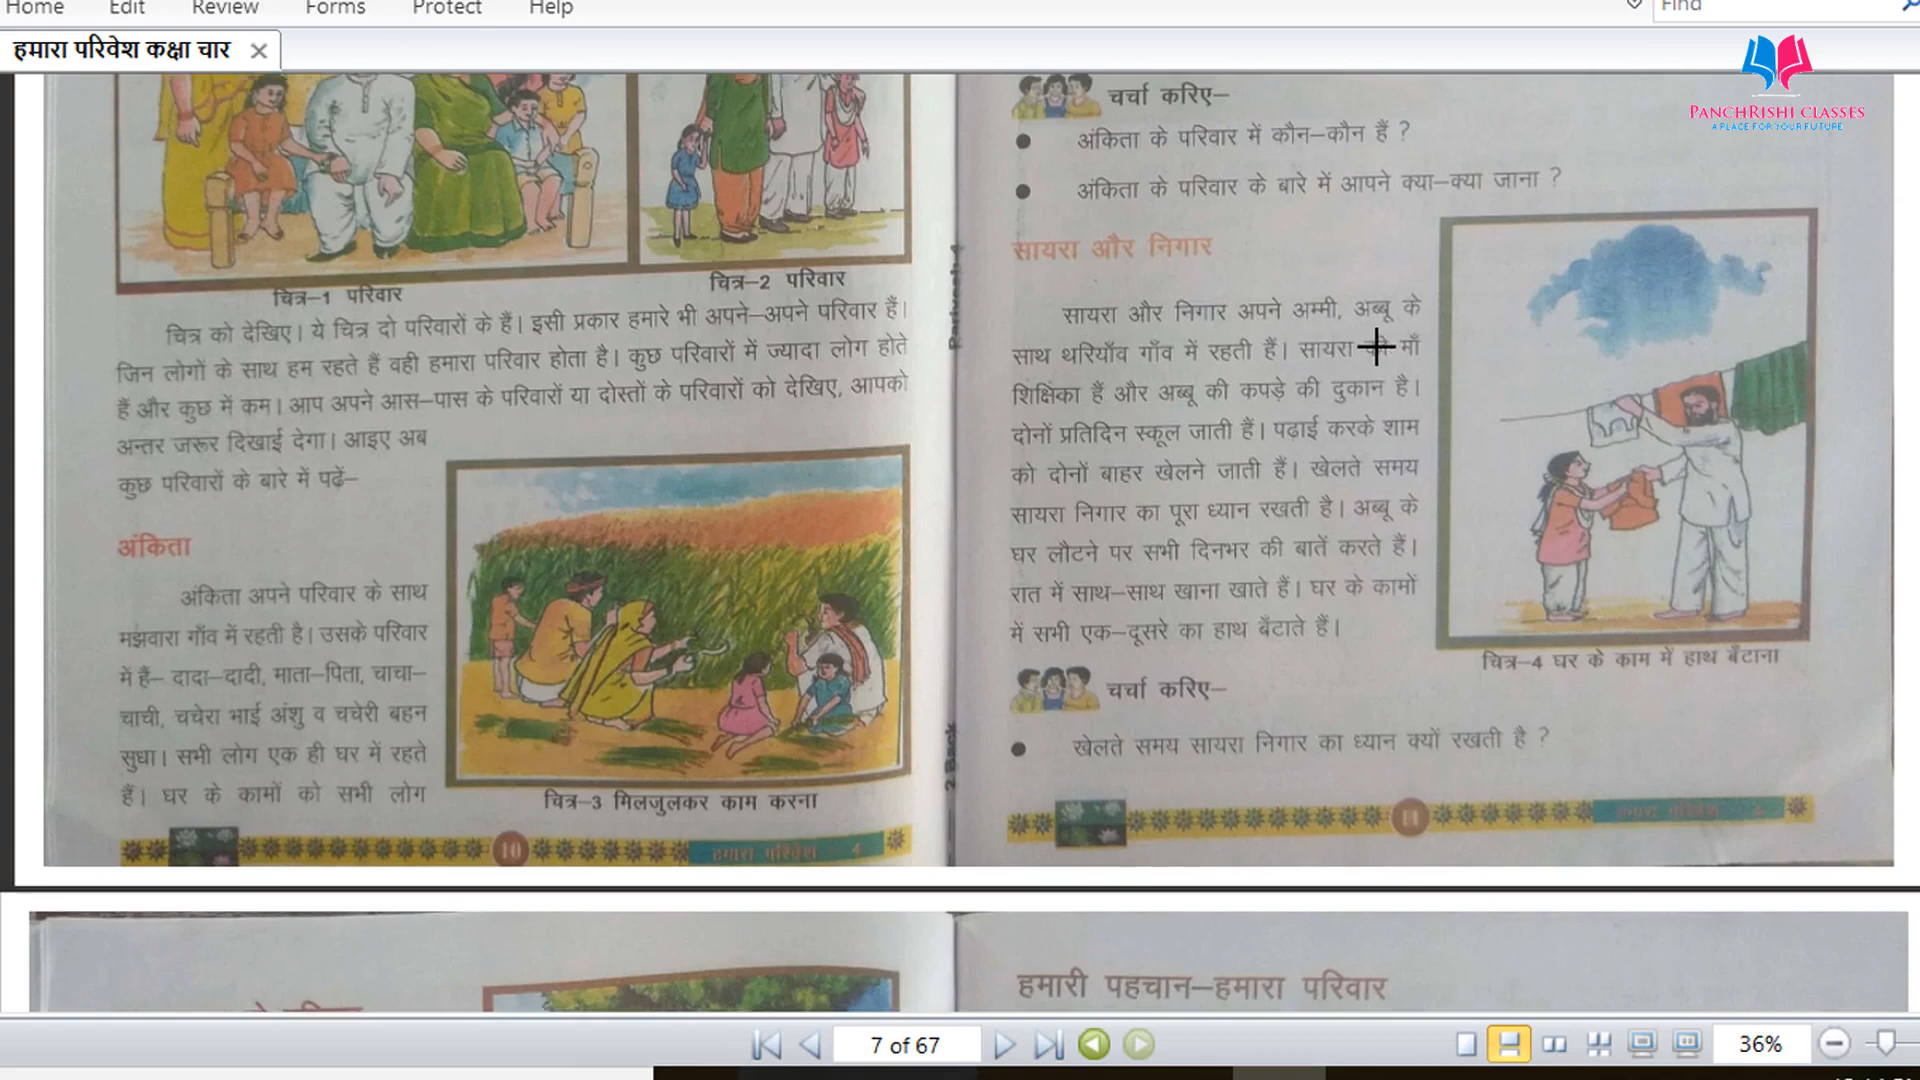 Home Edit Review Forms Protect Help Find
हमारा परिवेश कक्षा चार
PANCHRISHI CLASSES
A PLACE FOR YOUR FUTURE
चित्र-1 परिवार
चित्र-2 परिवार
चित्र को देखिए। ये चित्र दो परिवारों के हैं। इसी प्रकार हमारे भी अपने-अपने परिवार हैं।
जिन लोगों के साथ हम रहते हैं वही हमारा परिवार होता है। कुछ परिवारों में ज्यादा लोग होते
हैं और कुछ में कम। आप अपने आस-पास के परिवारों या दोस्तों के परिवारों को देखिए, आपको
अन्तर जरूर दिखाई देगा। आइए अब
कुछ परिवारों के बारे में पढ़ें-
अंकिता
अंकिता अपने परिवार के साथ
मझवारा गाँव में रहती है। उसके परिवार
में हैं- दादा-दादी, माता-पिता, चाचा-
चाची, चचेरा भाई अंशु व चचेरी बहन
सुधा। सभी लोग एक ही घर में रहते
हैं। घर के कामों को सभी लोग
चित्र-3 मिलजुलकर काम करना
10
हमारा परिवेश 4
2 Back
चर्चा करिए-
● अंकिता के परिवार में कौन-कौन हैं ?
● अंकिता के परिवार के बारे में आपने क्या-क्या जाना ?
सायरा और निगार
सायरा और निगार अपने अम्मी, अब्बू के
साथ थरियाँव गाँव में रहती हैं। सायरा माँ
शिक्षिका हैं और अब्बू की कपड़े की दुकान है।
दोनों प्रतिदिन स्कूल जाती हैं। पढ़ाई करके शाम
को दोनों बाहर खेलने जाती हैं। खेलते समय
सायरा निगार का पूरा ध्यान रखती है। अब्बू के
घर लौटने पर सभी दिनभर की बातें करते हैं।
रात में साथ-साथ खाना खाते हैं। घर के कामों
में सभी एक-दूसरे का हाथ बँटाते हैं।
चित्र-4 घर के काम में हाथ बँटाना
चर्चा करिए-
● खेलते समय सायरा निगार का ध्यान क्यों रखती है ?
11
हमारा परिवेश
हमारी पहचान-हमारा परिवार
7 of 67
36%